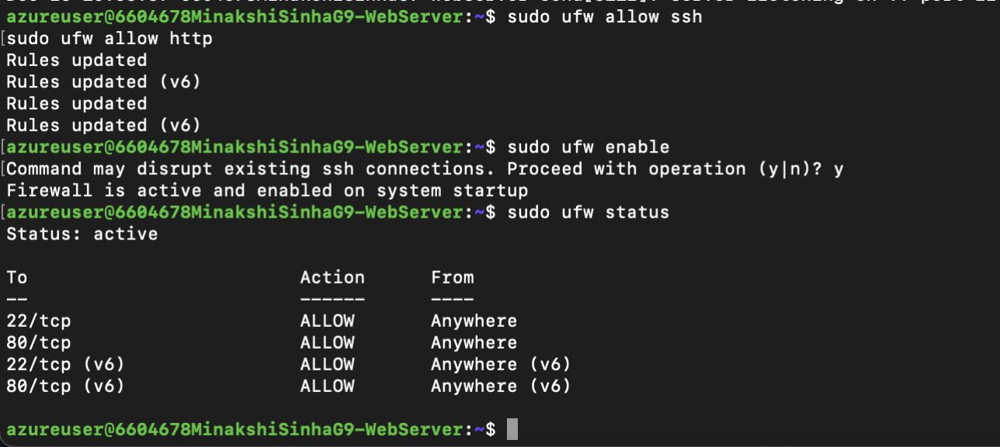 azureuser@6604678MinakshiSinhaG9-WebServer:~$ sudo ufw allow ssh
[sudo ufw allow http
Rules updated
Rules updated (v6)
Rules updated
Rules updated (v6)
[azureuser@6604678MinakshiSinhaG9-WebServer:~$ sudo ufw enable
[Command may disrupt existing ssh connections. Proceed with operation (y|n)? y
Firewall is active and enabled on system startup
[azureuser@6604678MinakshiSinhaG9-WebServer:~$ sudo ufw status
Status: active
To Action From
-- ------ ----
22/tcp ALLOW Anywhere
80/tcp ALLOW Anywhere
22/tcp (v6) ALLOW Anywhere (v6)
80/tcp (v6) ALLOW Anywhere (v6)
azureuser@6604678MinakshiSinhaG9-WebServer:~$